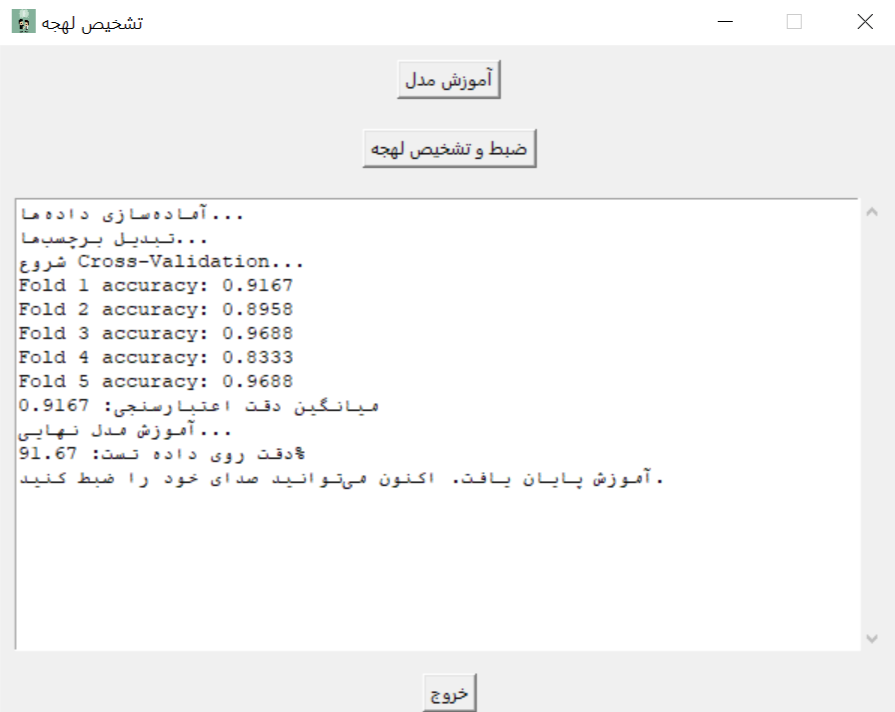 تشخیص لهجه
آموزش مدل
ضبط و تشخیص لهجه
آماده‌سازی داده‌ها...
تبدیل برچسب‌ها...
شروع Cross-Validation...
Fold 1 accuracy: 0.9167
Fold 2 accuracy: 0.8958
Fold 3 accuracy: 0.9688
Fold 4 accuracy: 0.8333
Fold 5 accuracy: 0.9688
میانگین دقت اعتبارسنجی: 0.9167
آموزش مدل نهایی...
دقت روی داده تست: 91.67%
آموزش پایان یافت. اکنون می‌توانید صدای خود را ضبط کنید.
خروج